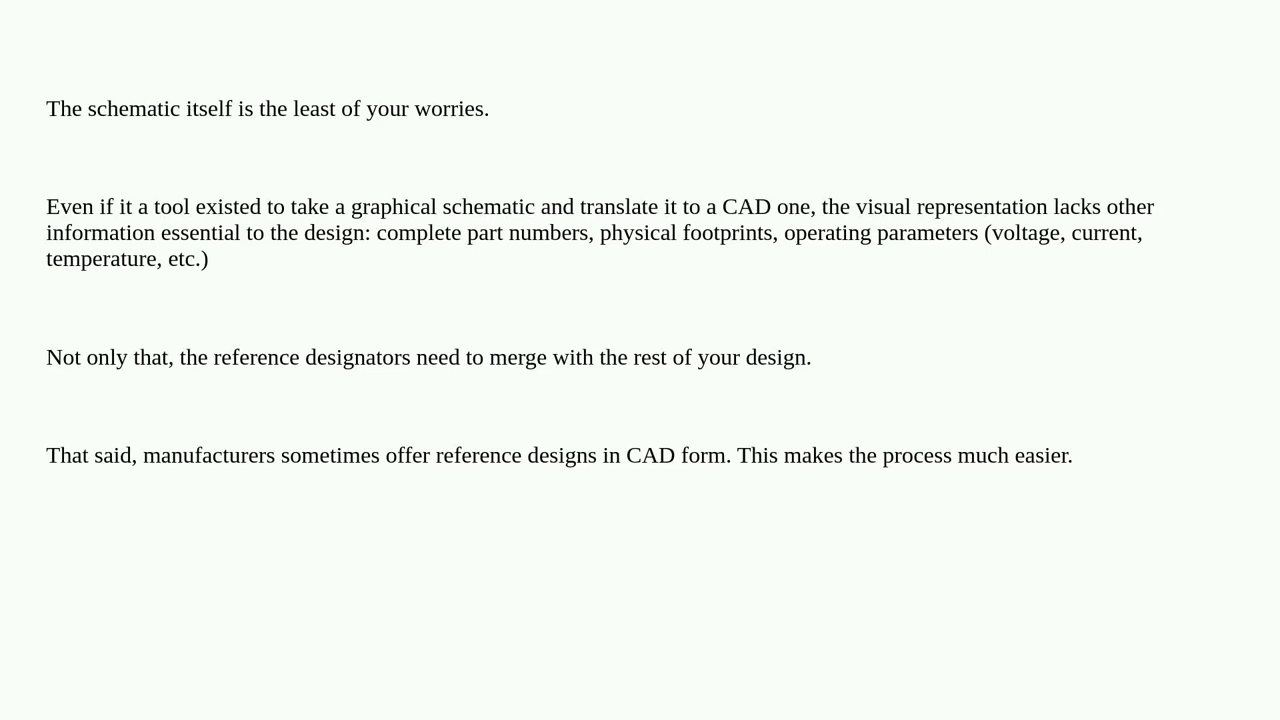 The schematic itself is the least of your worries.
Even if it a tool existed to take a graphical schematic and translate it to a CAD one, the visual representation lacks other
information essential to the design: complete part numbers, physical footprints, operating parameters (voltage, current,
temperature, etc.)
Not only that, the reference designators need to merge with the rest of your design.
That said, manufacturers sometimes offer reference designs in CAD form. This makes the process much easier.